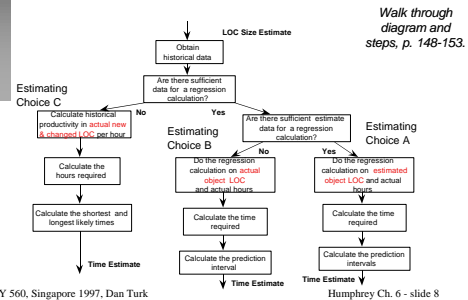 Walk through
diagram and
steps, p. 148-153.
LOC Size Estimate
Obtain
historical data
Are there sufficient
data for a regression
calculation?
No
Yes
Estimating
Choice C
Calculate historical
productivity in actual new
& changed LOC per hour
Calculate the
hours required
Calculate the shortest and
longest likely times
Time Estimate
Are there sufficient estimate
data for a regression
calculation?
No
Yes
Estimating
Choice B
Do the regression
calculation on actual
object LOC
and actual hours
Calculate the time
required
Calculate the prediction
interval
Time Estimate
Estimating
Choice A
Do the regression
calculation on estimated
object LOC and actual
hours
Calculate the time
required
Calculate the prediction
intervals
Time Estimate
Y 560, Singapore 1997, Dan Turk
Humphrey Ch. 6 - slide 8